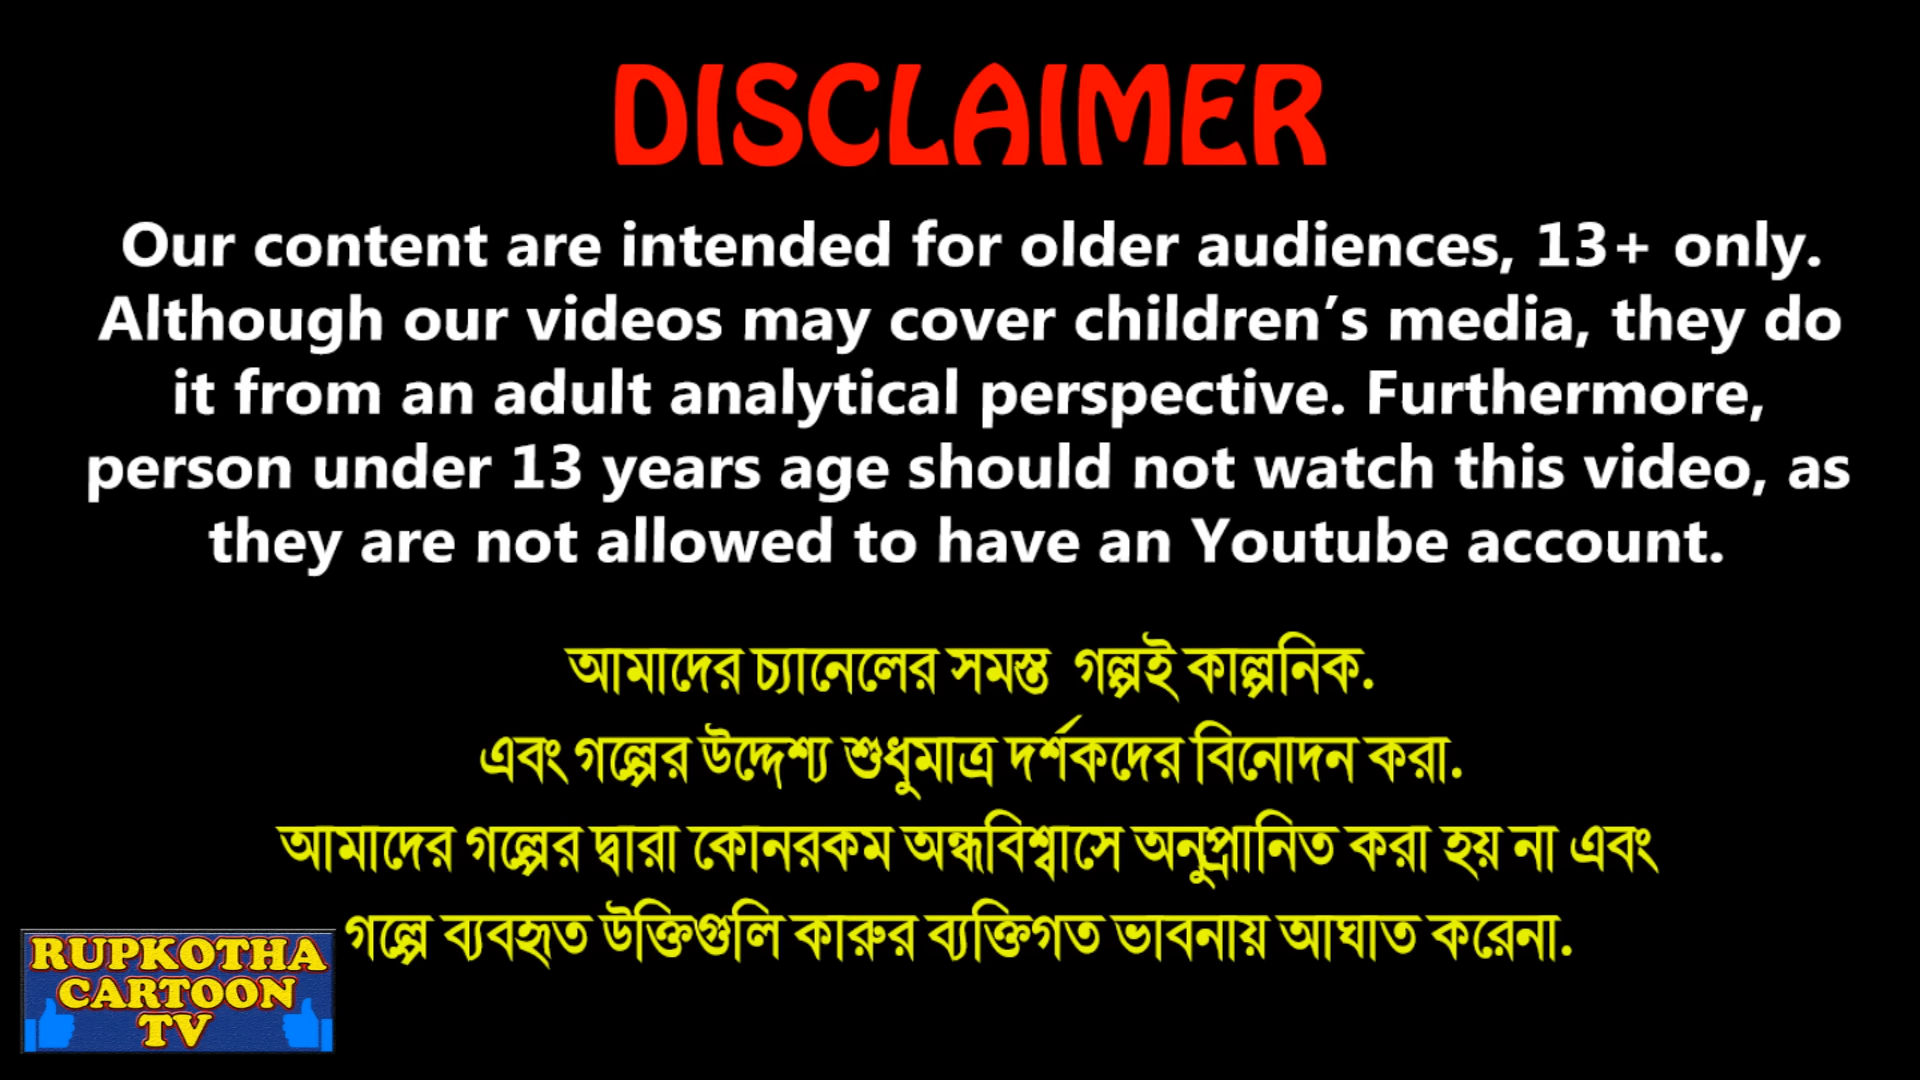 DISCLAIMER
Our content are intended for older audiences, 13+ only.
Although our videos may cover children’s media, they do
it from an adult analytical perspective. Furthermore,
person under 13 years age should not watch this video, as
they are not allowed to have an Youtube account.
আমাদের চ্যানেলের সমস্ত গল্পই কাল্পনিক.
এবং গল্পের উদ্দেশ্য শুধুমাত্র দর্শকদের বিনোদন করা.
আমাদের গল্পের দ্বারা কোনরকম অন্ধবিশ্বাসে অনুপ্রানিত করা হয় না এবং
গল্পে ব্যবহৃত উক্তিগুলি কারুর ব্যক্তিগত ভাবনায় আঘাত করেনা.
RUPKOTHA
CARTOON
TV